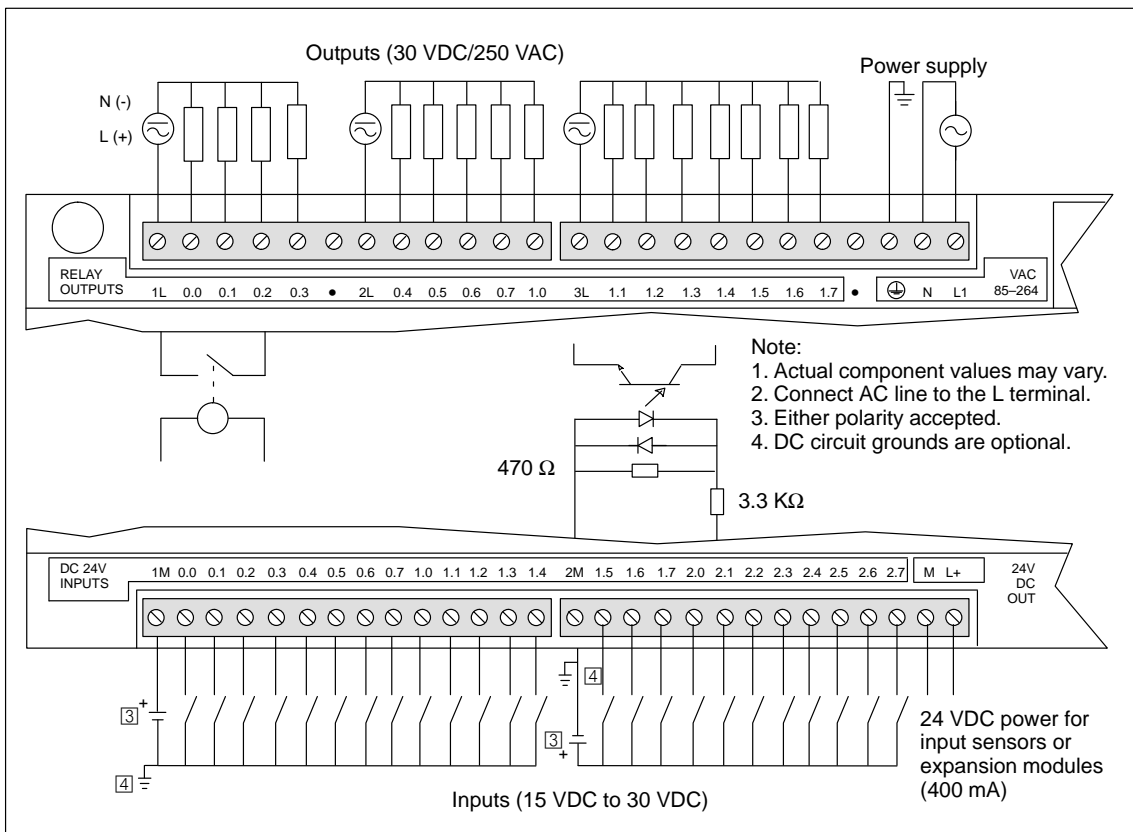 Outputs (30 VDC/250 VAC)
Power supply
N (-)
L (+)
RELAY
OUTPUTS
1L 0.0 0.1 0.2 0.3 • 2L 0.4 0.5 0.6 0.7 1.0 3L 1.1 1.2 1.3 1.4 1.5 1.6 1.7 • N L1
VAC
85–264
Note:
1. Actual component values may vary.
2. Connect AC line to the L terminal.
3. Either polarity accepted.
4. DC circuit grounds are optional.
470 Ω
3.3 KΩ
DC 24V
INPUTS
1M 0.0 0.1 0.2 0.3 0.4 0.5 0.6 0.7 1.0 1.1 1.2 1.3 1.4 2M 1.5 1.6 1.7 2.0 2.1 2.2 2.3 2.4 2.5 2.6 2.7 M L+
24V
DC
OUT
4
3 +
3 +
4
24 VDC power for
input sensors or
expansion modules
(400 mA)
Inputs (15 VDC to 30 VDC)